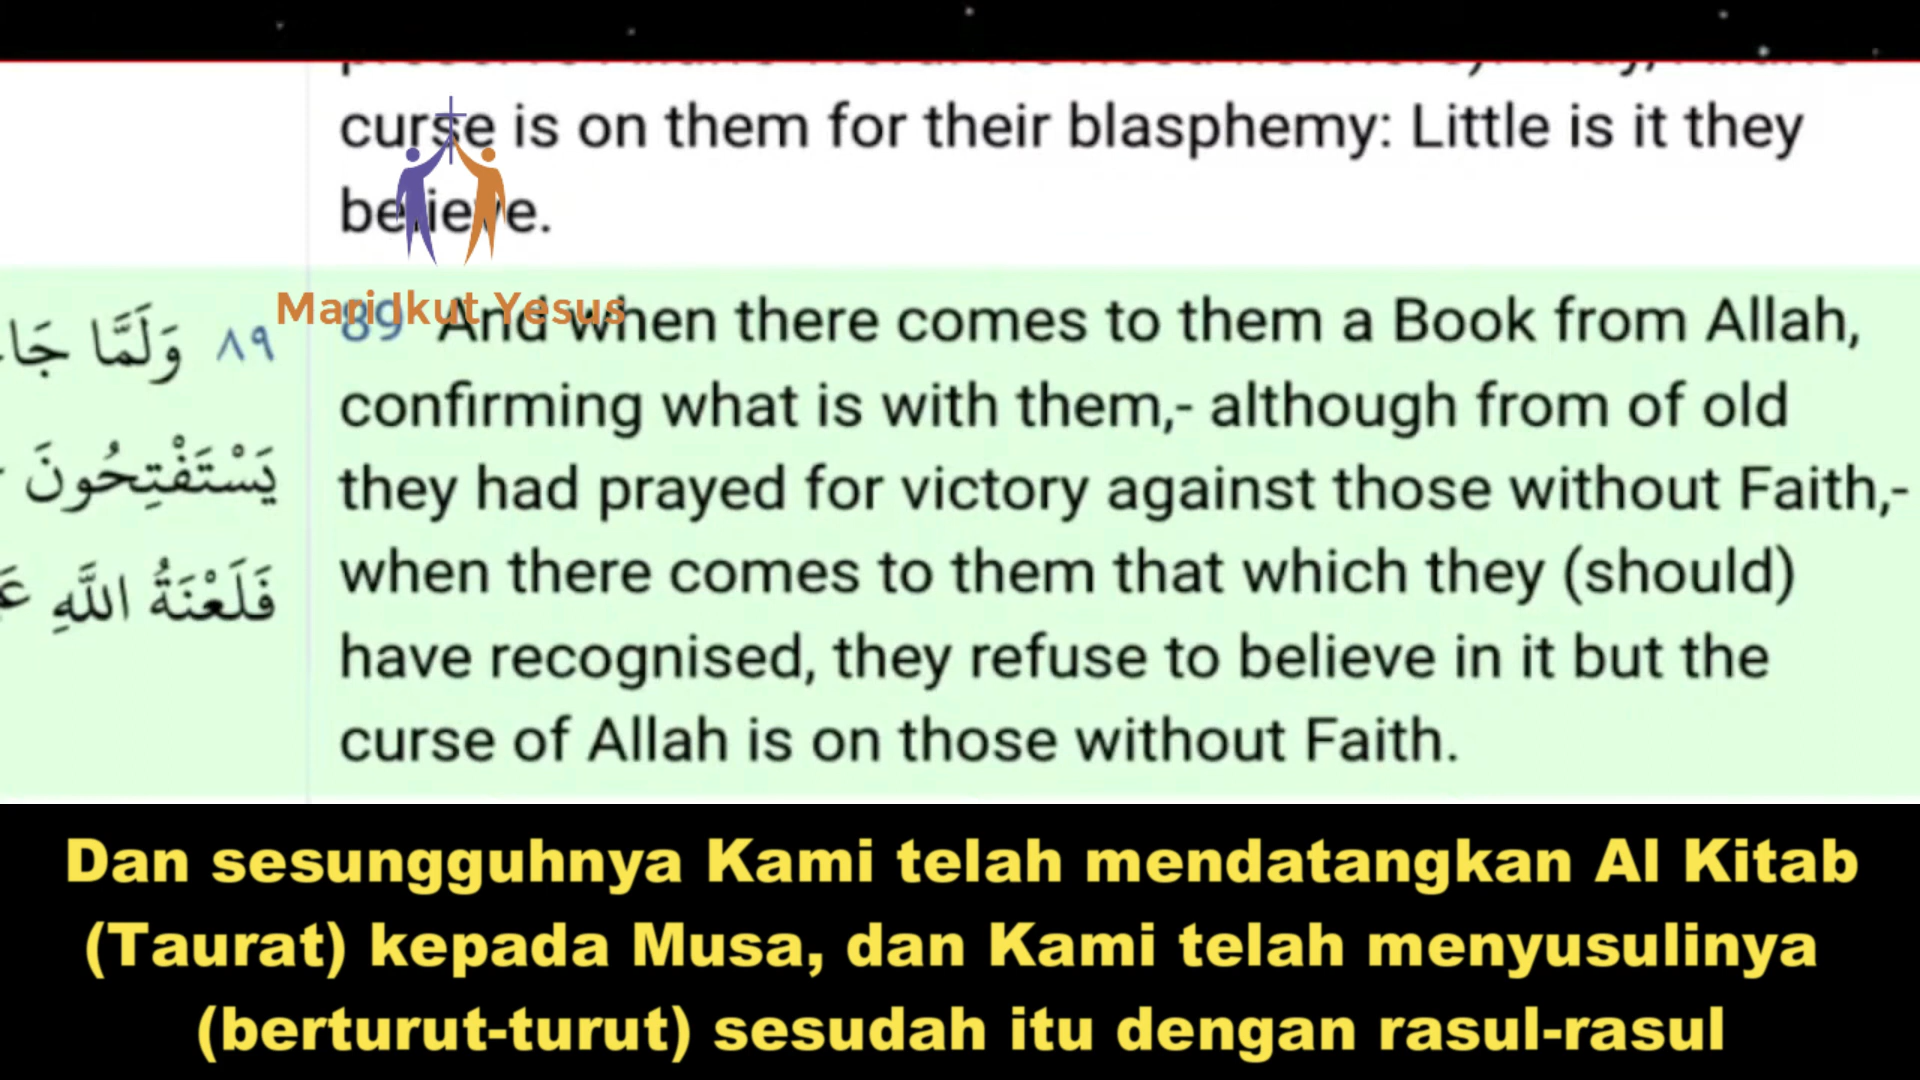 curse is on them for their blasphemy: Little is it they
believe.
Mari Ikut Yesus
89 And when there comes to them a Book from Allah,
confirming what is with them,- although from of old
they had prayed for victory against those without Faith,-
when there comes to them that which they (should)
have recognised, they refuse to believe in it but the
curse of Allah is on those without Faith.
٨٩ وَلَمَّا
يَسْتَفْتِحُونَ
فَلَعْنَةُ اللَّهِ
Dan sesungguhnya Kami telah mendatangkan Al Kitab
(Taurat) kepada Musa, dan Kami telah menyusulinya
(berturut-turut) sesudah itu dengan rasul-rasul